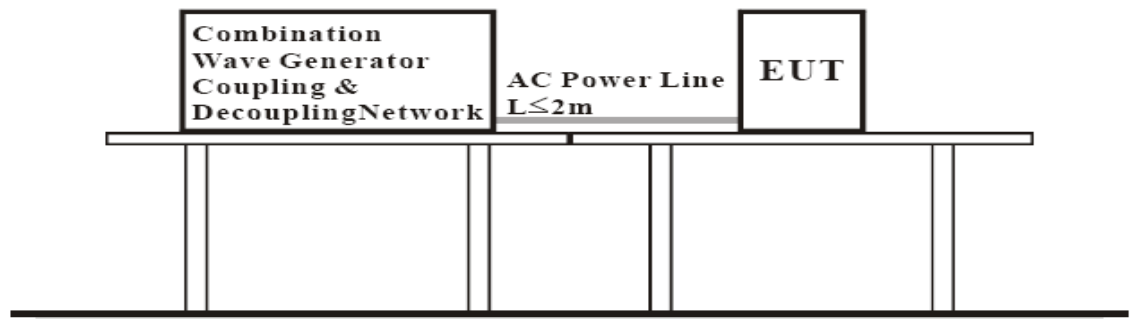 Combination
Wave Generator
Coupling &
DecouplingNetwork
AC Power Line
L≤2m
EUT